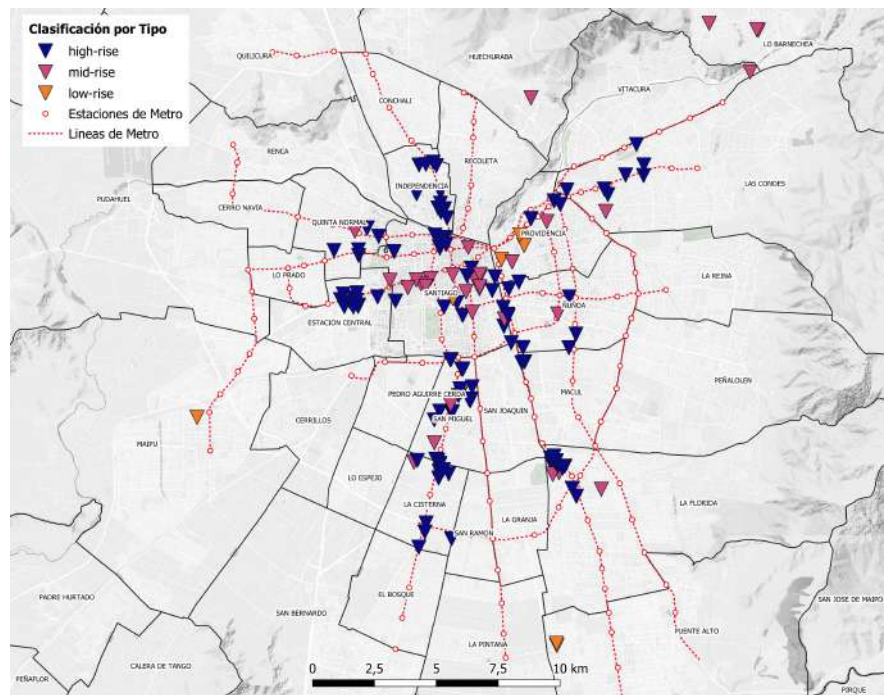 Clasificación por Tipo
high-rise
mid-rise
low-rise
Estaciones de Metro
Lineas de Metro
QUILICURA
HUECHURABA
LO BARNECHEA
CONCHALI
VITACURA
RENCA
RECOLETA
LAS CONDES
INDEPENDENCIA
PUDAHUEL
CERRO NAVIA
QUINTA NORMAL
PROVIDENCIA
LO PRADO
LA REINA
SANTIAGO
ÑUÑOA
ESTACIÓN CENTRAL
PEÑALOLEN
PEDRO AGUIRRE CERDA
MACUL
SAN JOAQUIN
CERRILLOS
SAN MIGUEL
MAIPU
LO ESPEJO
LA FLORIDA
LA CISTERNA
LA GRANJA
SAN RAMON
PADRE HURTADO
EL BOSQUE
SAN JOSE DE MAIPO
SAN BERNARDO
PUENTE ALTO
LA PINTANA
CALERA DE TANGO
PEÑAFLOR
PIRQUE
0 2,5 5 7,5 10 km